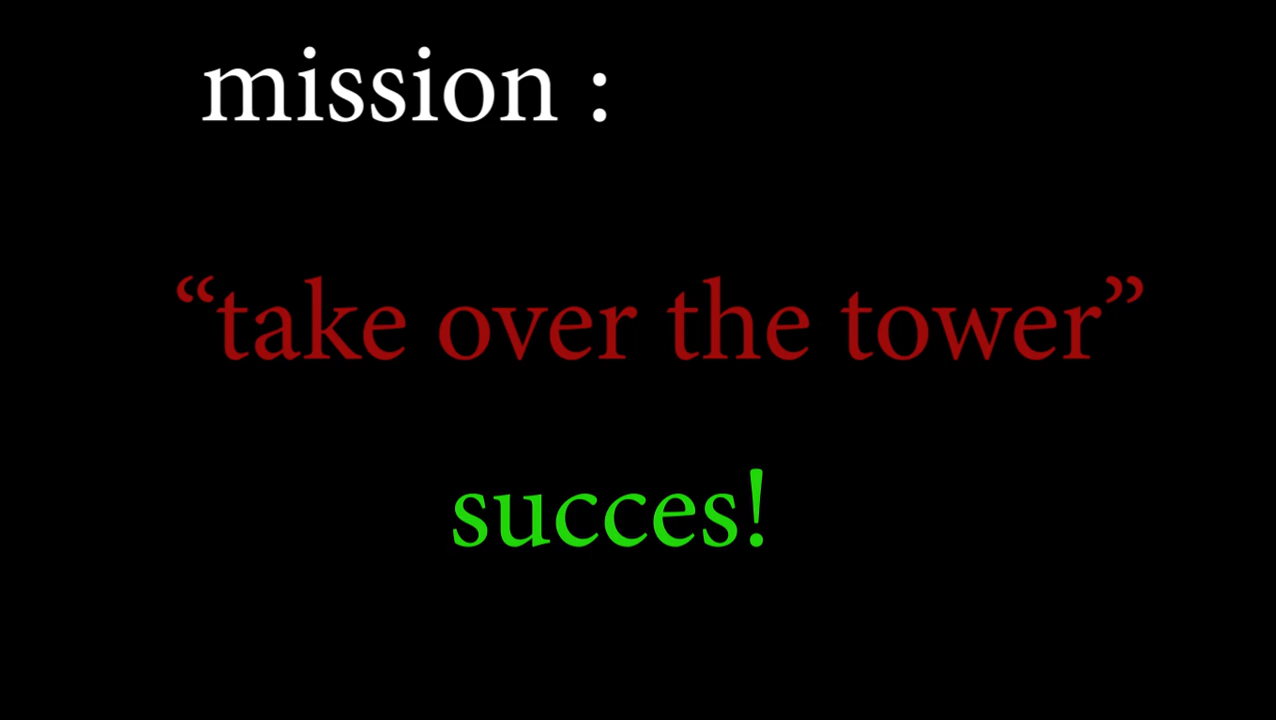 mission :
“take over the tower”
succes!